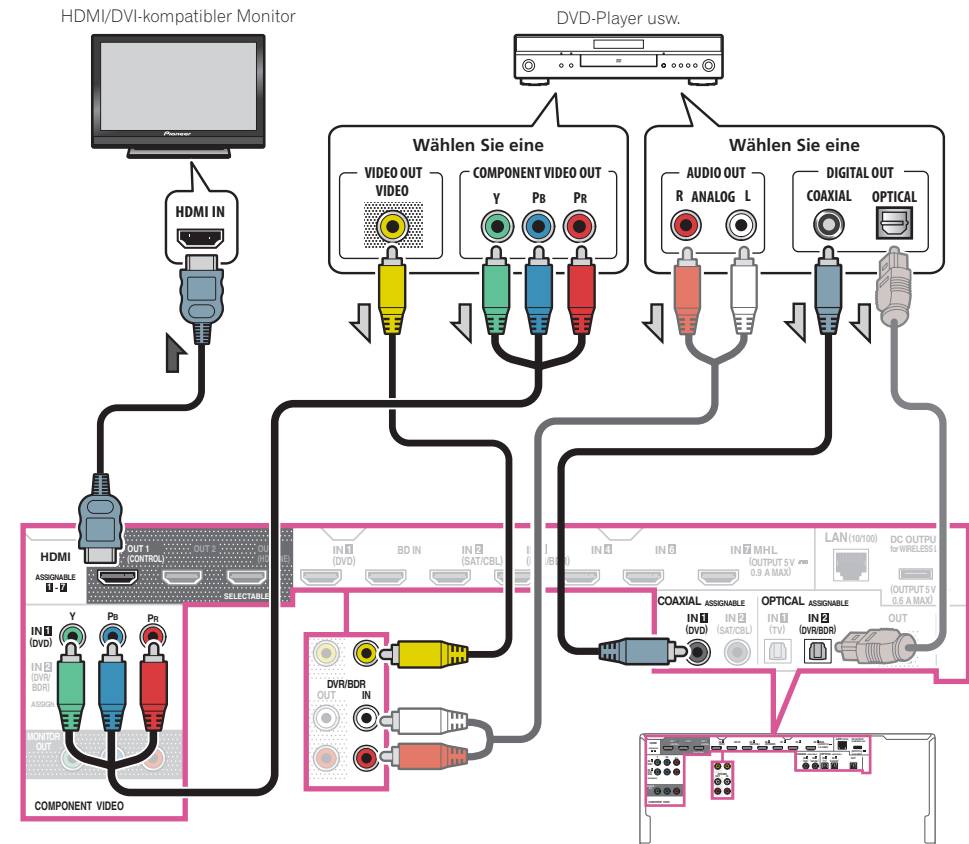 HDMI/DVI-kompatibler Monitor
DVD-Player usw.
Pioneer
Wählen Sie eine
Wählen Sie eine
HDMI IN
VIDEO OUT
VIDEO
COMPONENT VIDEO OUT
Y PB PR
AUDIO OUT
R ANALOG L
DIGITAL OUT
COAXIAL OPTICAL
HDMI
ASSIGNABLE
1 - 7
OUT 1
(CONTROL)
OUT 2
SELECTABLE
IN 1
(DVD)
BD IN
IN 2
(SAT/CBL)
IN 4
IN 6
IN 7 MHL
(OUTPUT 5 V
0.9 A MAX)
LAN (10/100)
DC OUTPU
for WIRELESS L
(OUTPUT 5 V
0.6 A MAX)
COAXIAL ASSIGNABLE
IN 1
(DVD)
IN 2
(SAT/CBL)
OPTICAL ASSIGNABLE
IN 1
(TV)
IN 2
(DVR/BDR)
OUT
Y PB PR
IN 1
(DVD)
IN 2
(DVR/
BDR)
ASSIGN
MONITOR
OUT
COMPONENT VIDEO
DVR/BDR
OUT IN